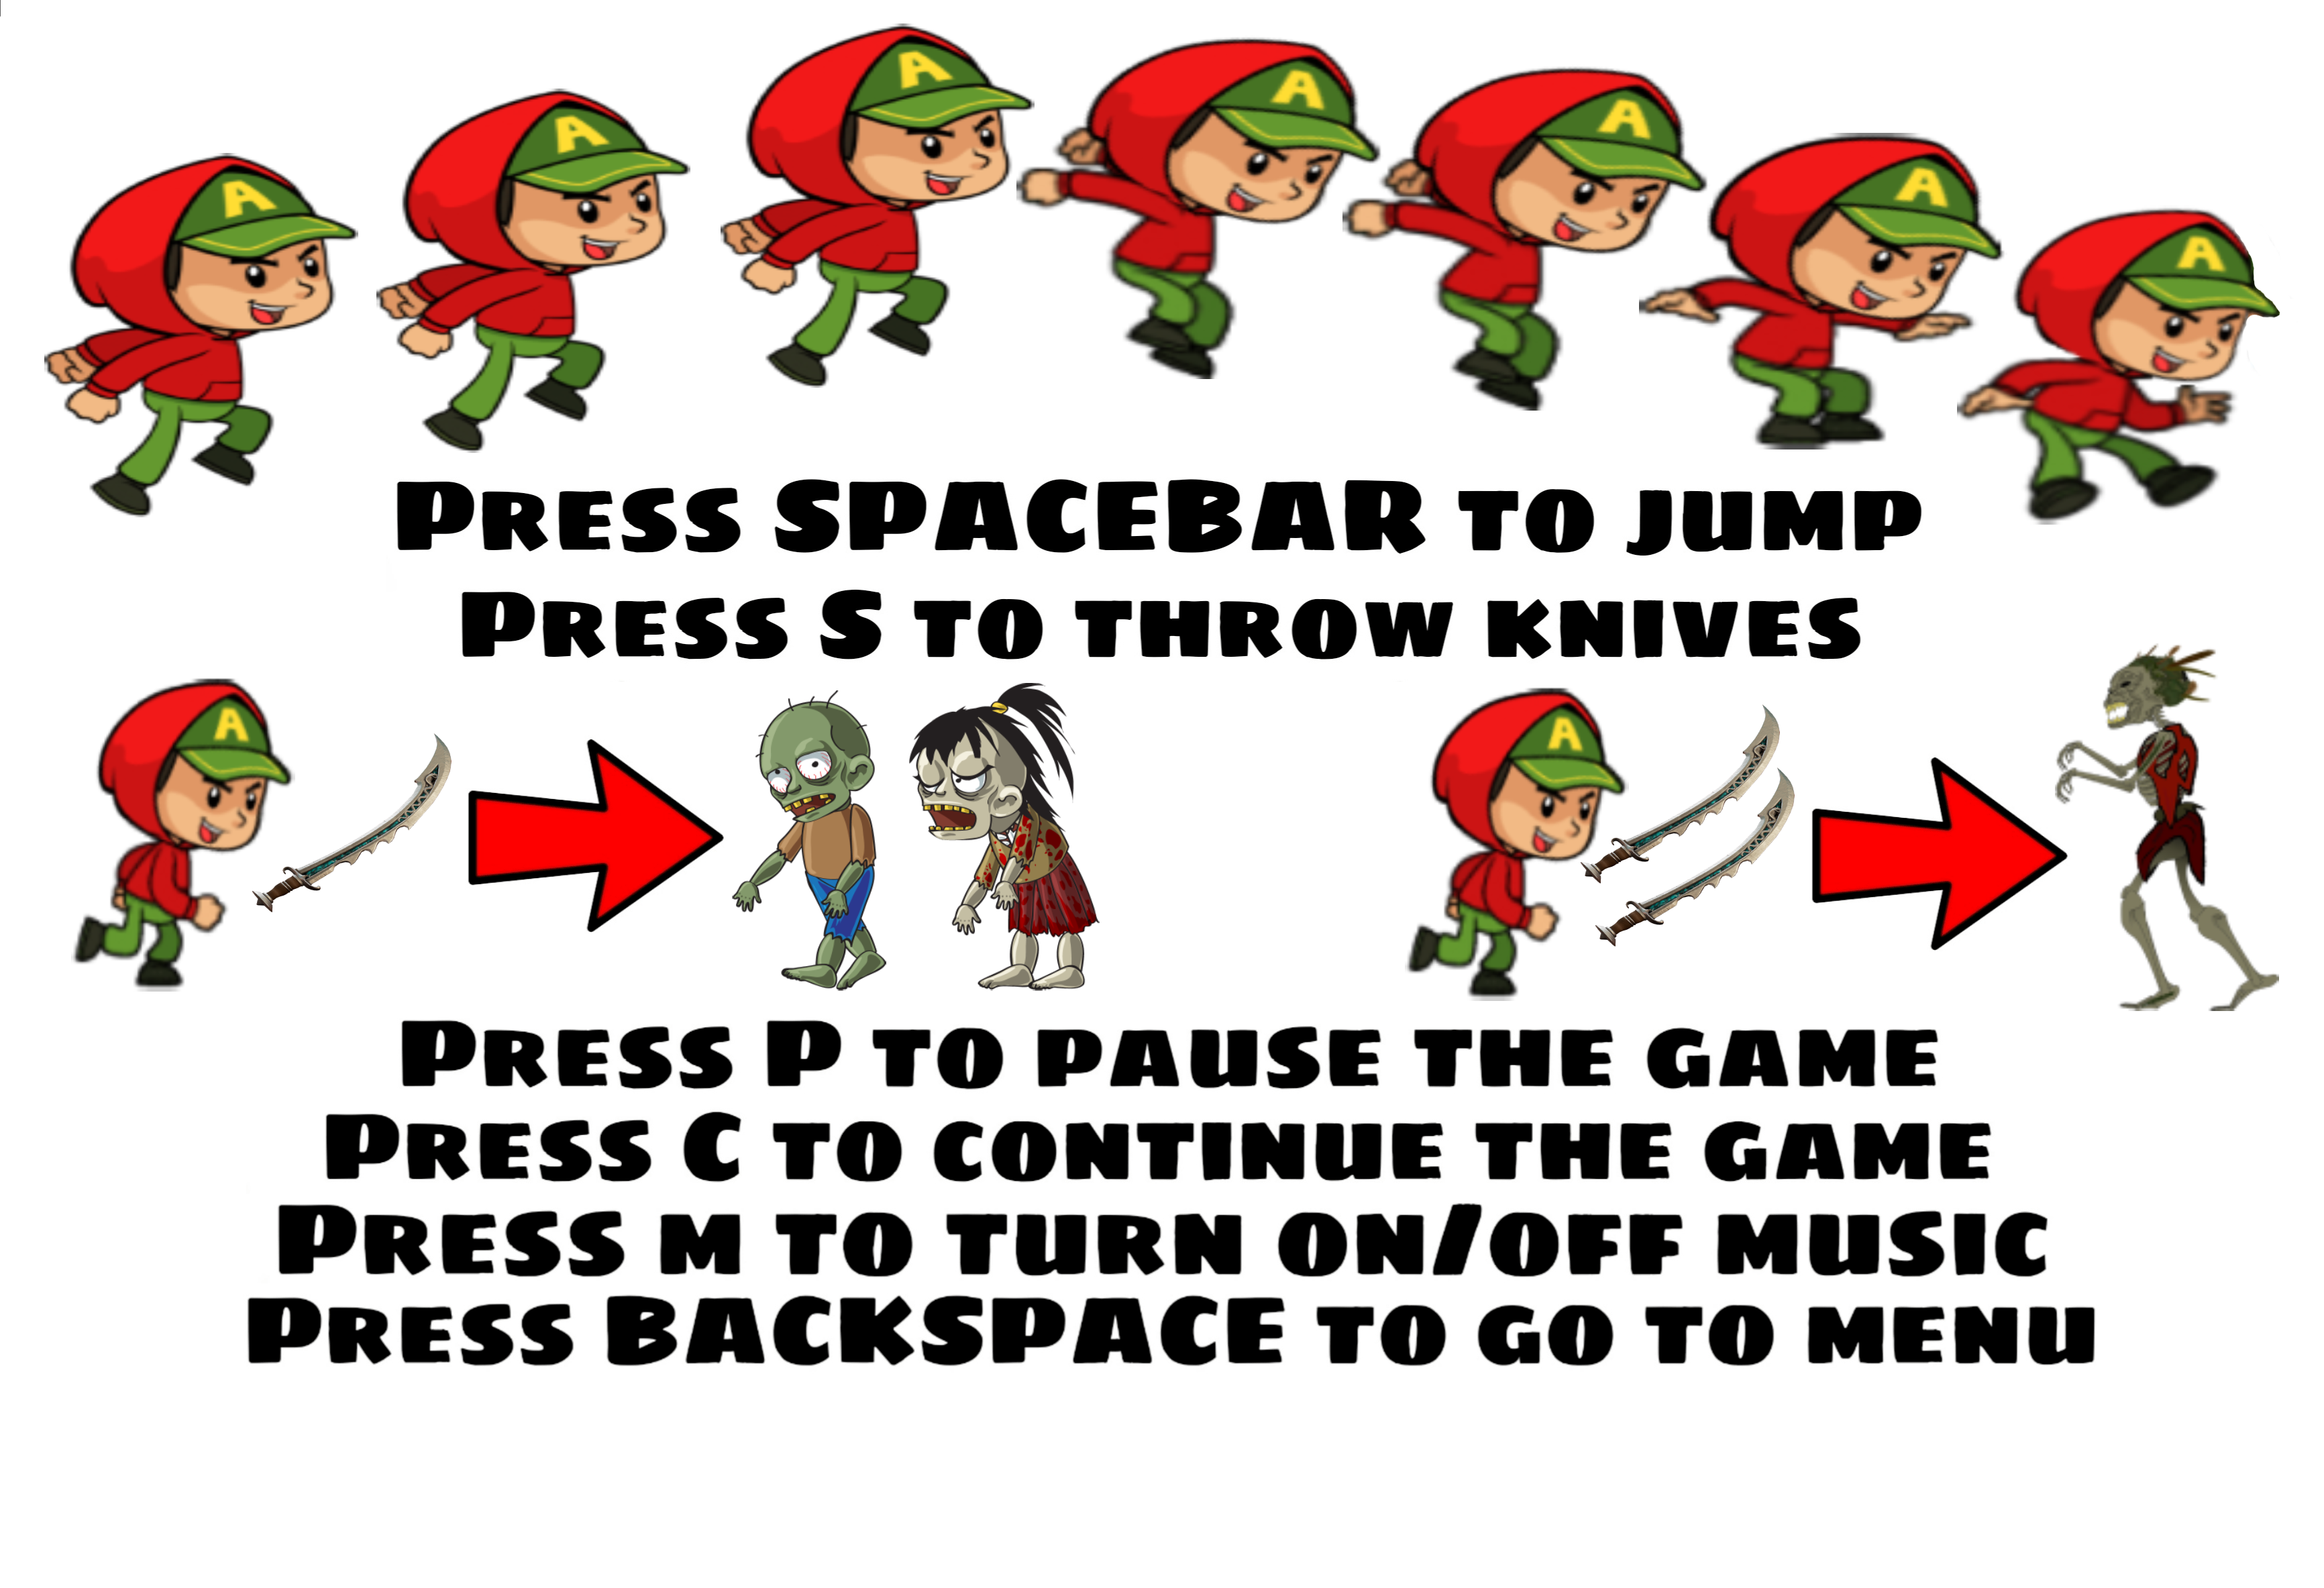 A A A A A A A
Press SPACEBAR to jump
Press S to throw knives
A A
Press P to pause the game
Press C to continue the game
Press m to turn on/off music
Press BACKSPACE to go to menu